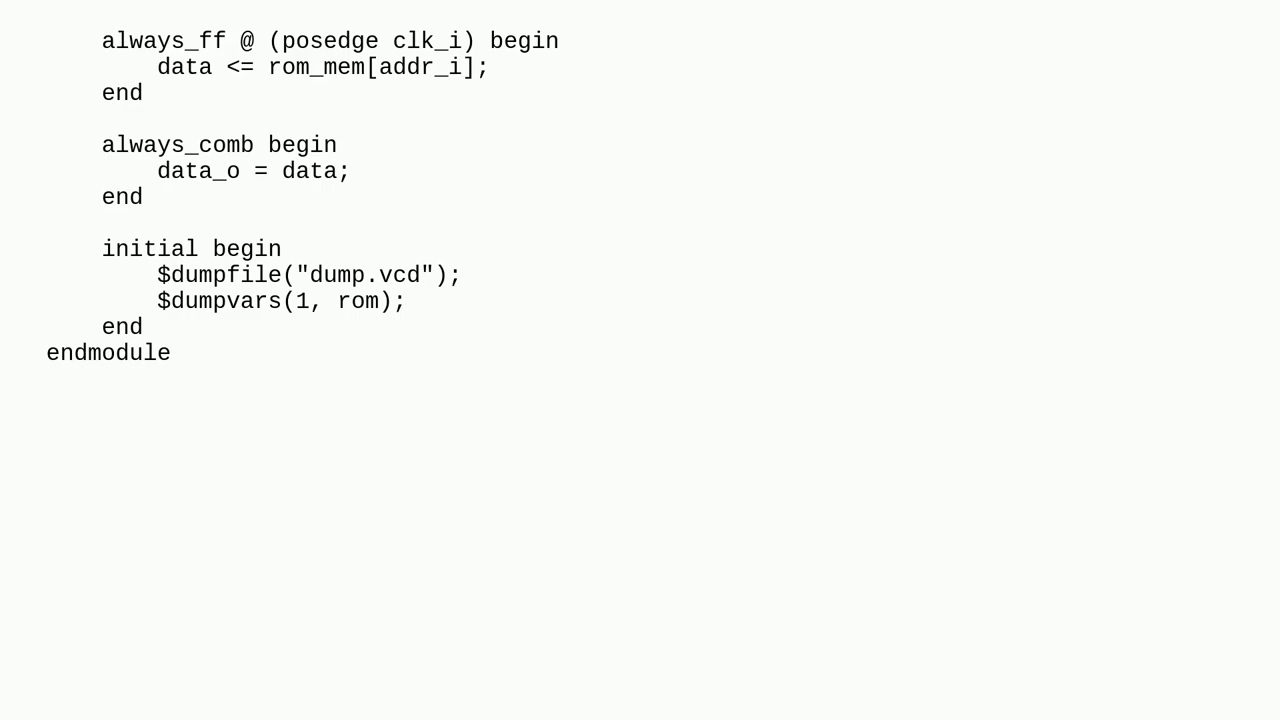 always_ff @ (posedge clk_i) begin
data <= rom_mem[addr_i];
end
always_comb begin
data_o = data;
end
initial begin
$dumpfile("dump.vcd");
$dumpvars(1, rom);
end
endmodule